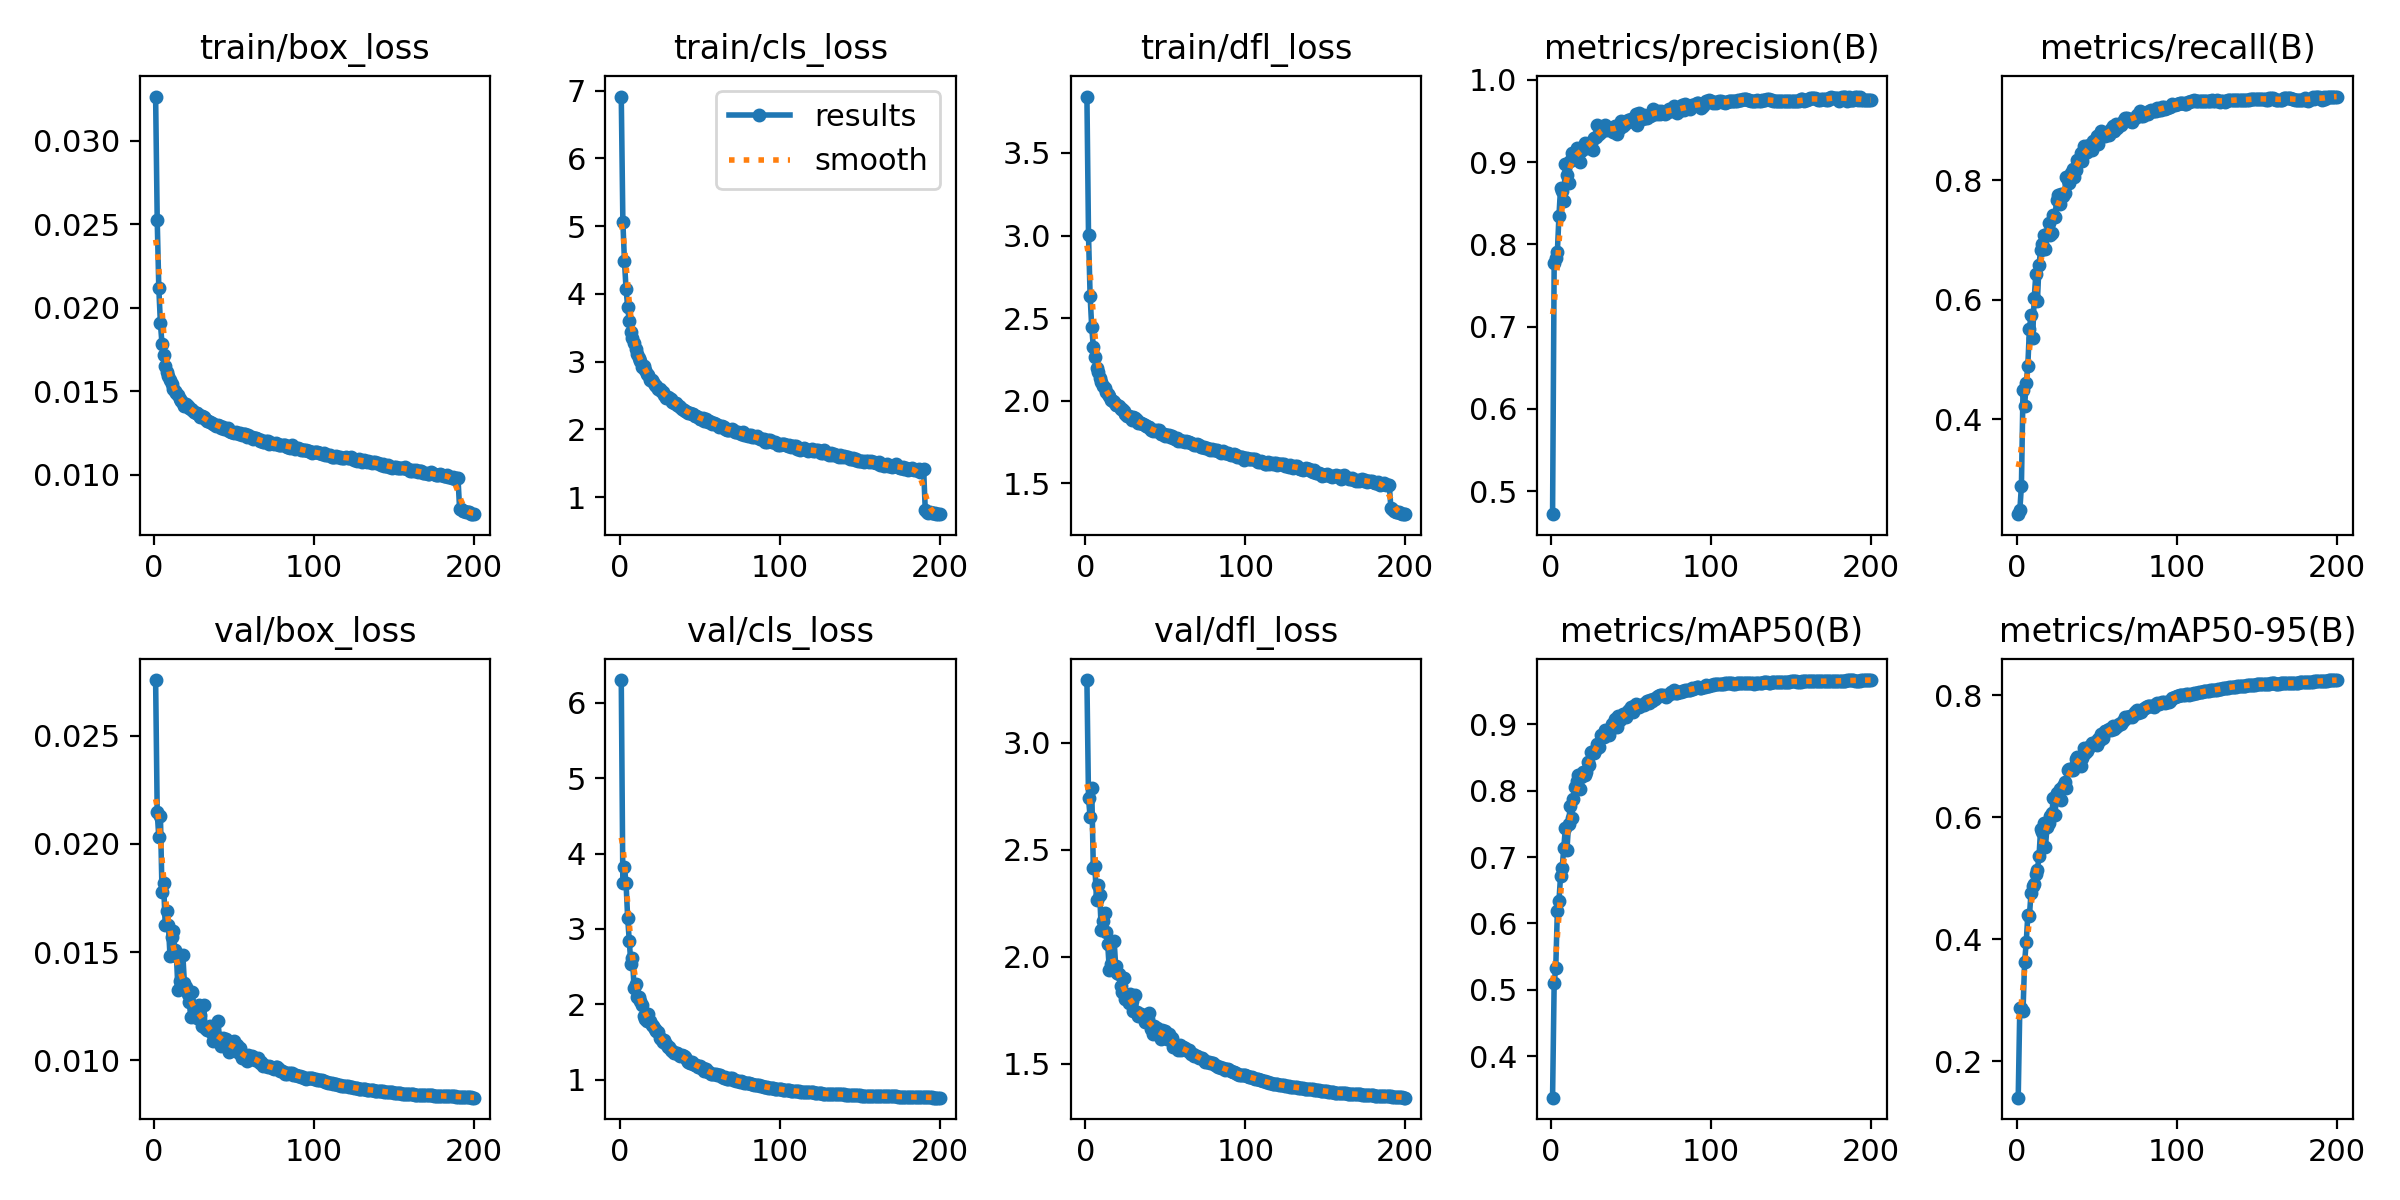 train/box_loss
0.030
0.025
0.020
0.015
0.010
0 100 200
train/cls_loss
7
6
5
4
3
2
1
results
smooth
0 100 200
train/dfl_loss
3.5
3.0
2.5
2.0
1.5
0 100 200
metrics/precision(B)
1.0
0.9
0.8
0.7
0.6
0.5
0 100 200
metrics/recall(B)
0.8
0.6
0.4
0 100 200
val/box_loss
0.025
0.020
0.015
0.010
0 100 200
val/cls_loss
6
5
4
3
2
1
0 100 200
val/dfl_loss
3.0
2.5
2.0
1.5
0 100 200
metrics/mAP50(B)
0.9
0.8
0.7
0.6
0.5
0.4
0 100 200
metrics/mAP50-95(B)
0.8
0.6
0.4
0.2
0 100 200